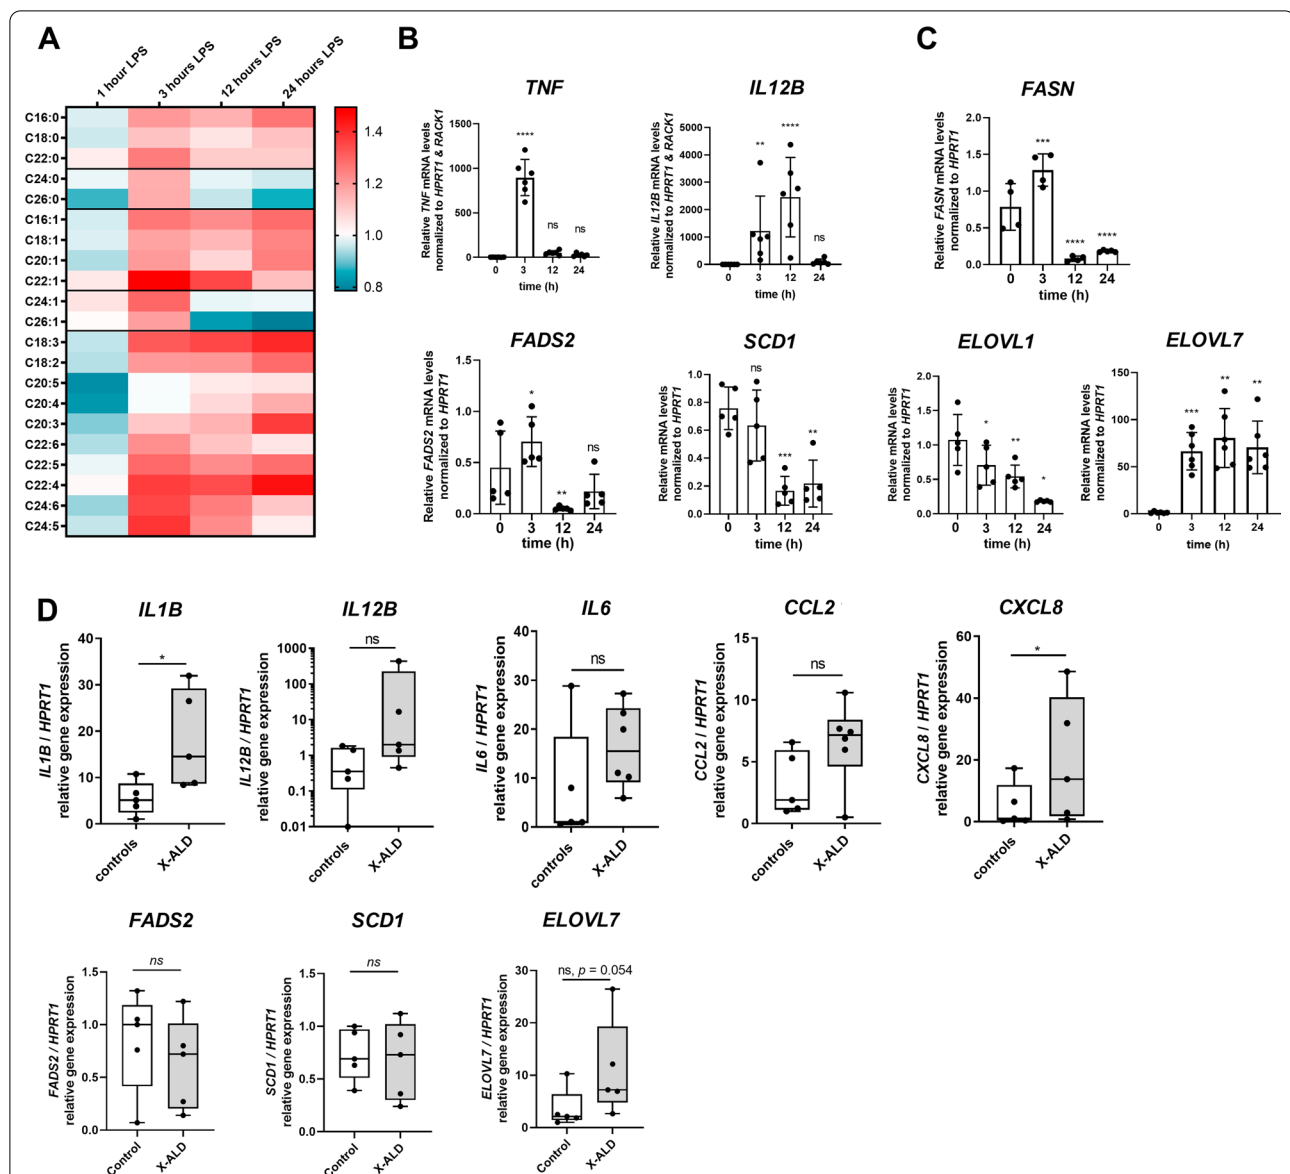 A
1 hour LPS
3 hours LPS
12 hours LPS
24 hours LPS
C16:0
C18:0
C22:0
C24:0
C26:0
C16:1
C18:1
C20:1
C22:1
C24:1
C26:1
C18:3
C18:2
C20:5
C20:4
C20:3
C22:6
C22:5
C22:4
C24:6
C24:5
1.4
1.2
1.0
0.8
B
TNF
Relative TNF mRNA levels
normalized to HPRT1 & RACK1
1500
1000
500
0
****
ns
ns
0 3 12 24
time (h)
IL12B
Relative IL12B mRNA levels
normalized to HPRT1 & RACK1
5000
4000
3000
2000
1000
0
**
****
ns
0 3 12 24
time (h)
C
FASN
Relative FASN mRNA levels
normalized to HPRT1
2.0
1.5
1.0
0.5
0.0
***
****
****
0 3 12 24
time (h)
FADS2
Relative FADS2 mRNA levels
normalized to HPRT1
1.5
1.0
0.5
0.0
*
**
ns
0 3 12 24
time (h)
SCD1
Relative mRNA levels
normalized to HPRT1
1.0
0.8
0.6
0.4
0.2
0.0
ns
***
**
0 3 12 24
time (h)
ELOVL1
Relative mRNA levels
normalized to HPRT1
2.0
1.5
1.0
0.5
0.0
*
**
*
0 3 12 24
time (h)
ELOVL7
Relative mRNA levels
normalized to HPRT1
150
100
50
0
***
**
**
0 3 12 24
time (h)
D
IL1B
IL1B / HPRT1
relative gene expression
40
30
20
10
0
*
controls
X-ALD
IL12B
IL12B / HPRT1
relative gene expression
1000
100
10
1
0.1
0.01
ns
controls
X-ALD
IL6
IL6 / HPRT1
relative gene expression
30
20
10
0
ns
controls
X-ALD
CCL2
CCL2 / HPRT1
relative gene expression
15
10
5
0
ns
controls
X-ALD
CXCL8
CXCL8 / HPRT1
relative gene expression
60
40
20
0
*
controls
X-ALD
FADS2
FADS2 / HPRT1
relative gene expression
1.5
1.0
0.5
0.0
ns
Control
X-ALD
SCD1
SCD1 / HPRT1
relative gene expression
1.5
1.0
0.5
0.0
ns
Control
X-ALD
ELOVL7
ELOVL7 / HPRT1
relative gene expression
30
20
10
0
ns, p = 0.054
Control
X-ALD